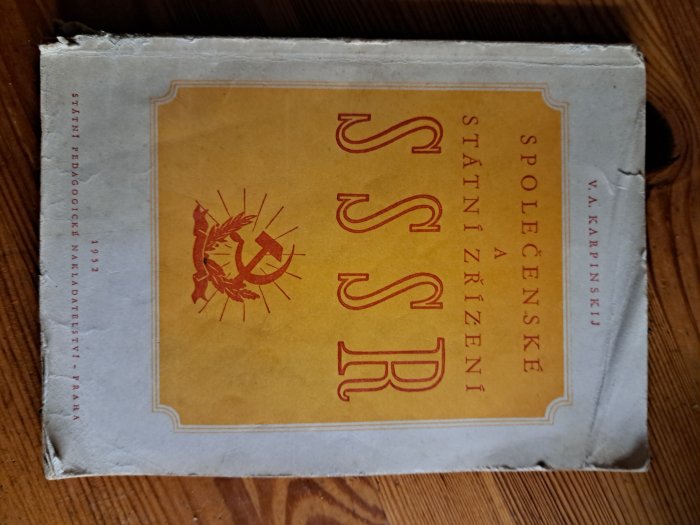 V. A. KARPINSKIJ
SPOLEČENSKÉ
A
STÁTNÍ ZŘÍZENÍ
SSSR
1952
STÁTNÍ PEDAGOGICKÉ NAKLADATELSTVÍ – PRAHA